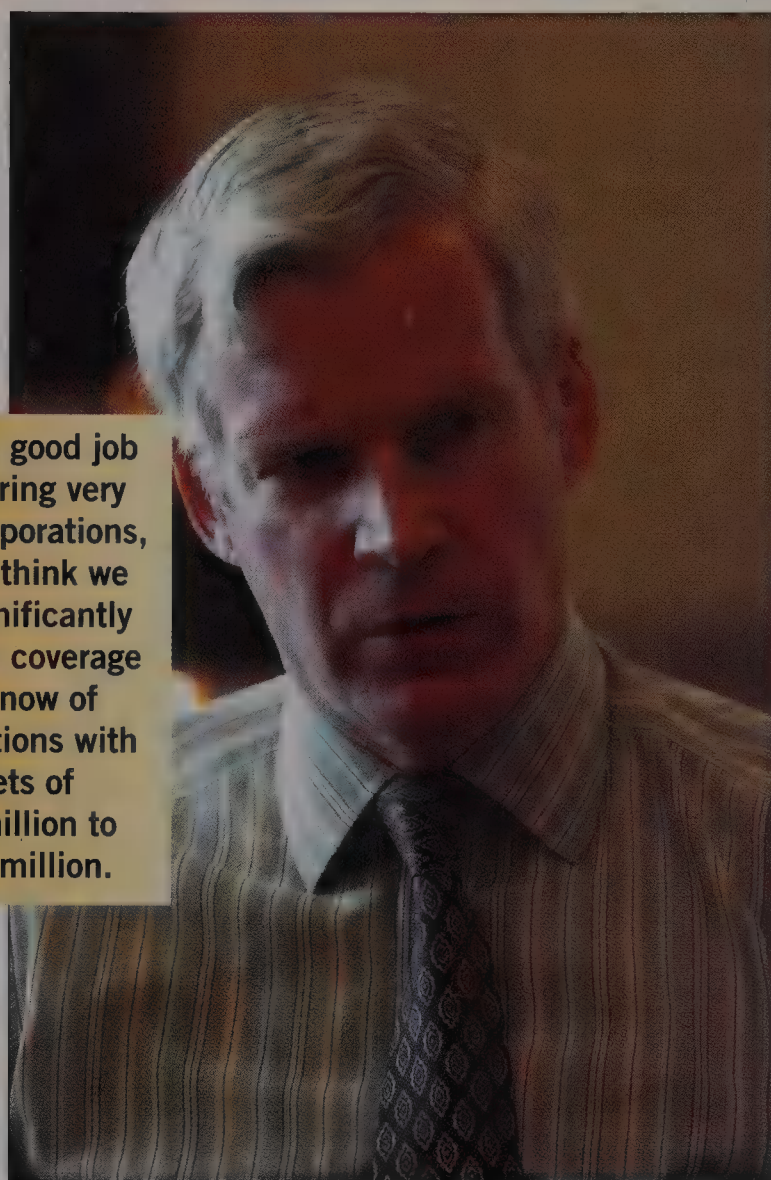 good job
ring very
porations,
think we
nificantly
coverage
now of
tions with
ets of
illion to
million.